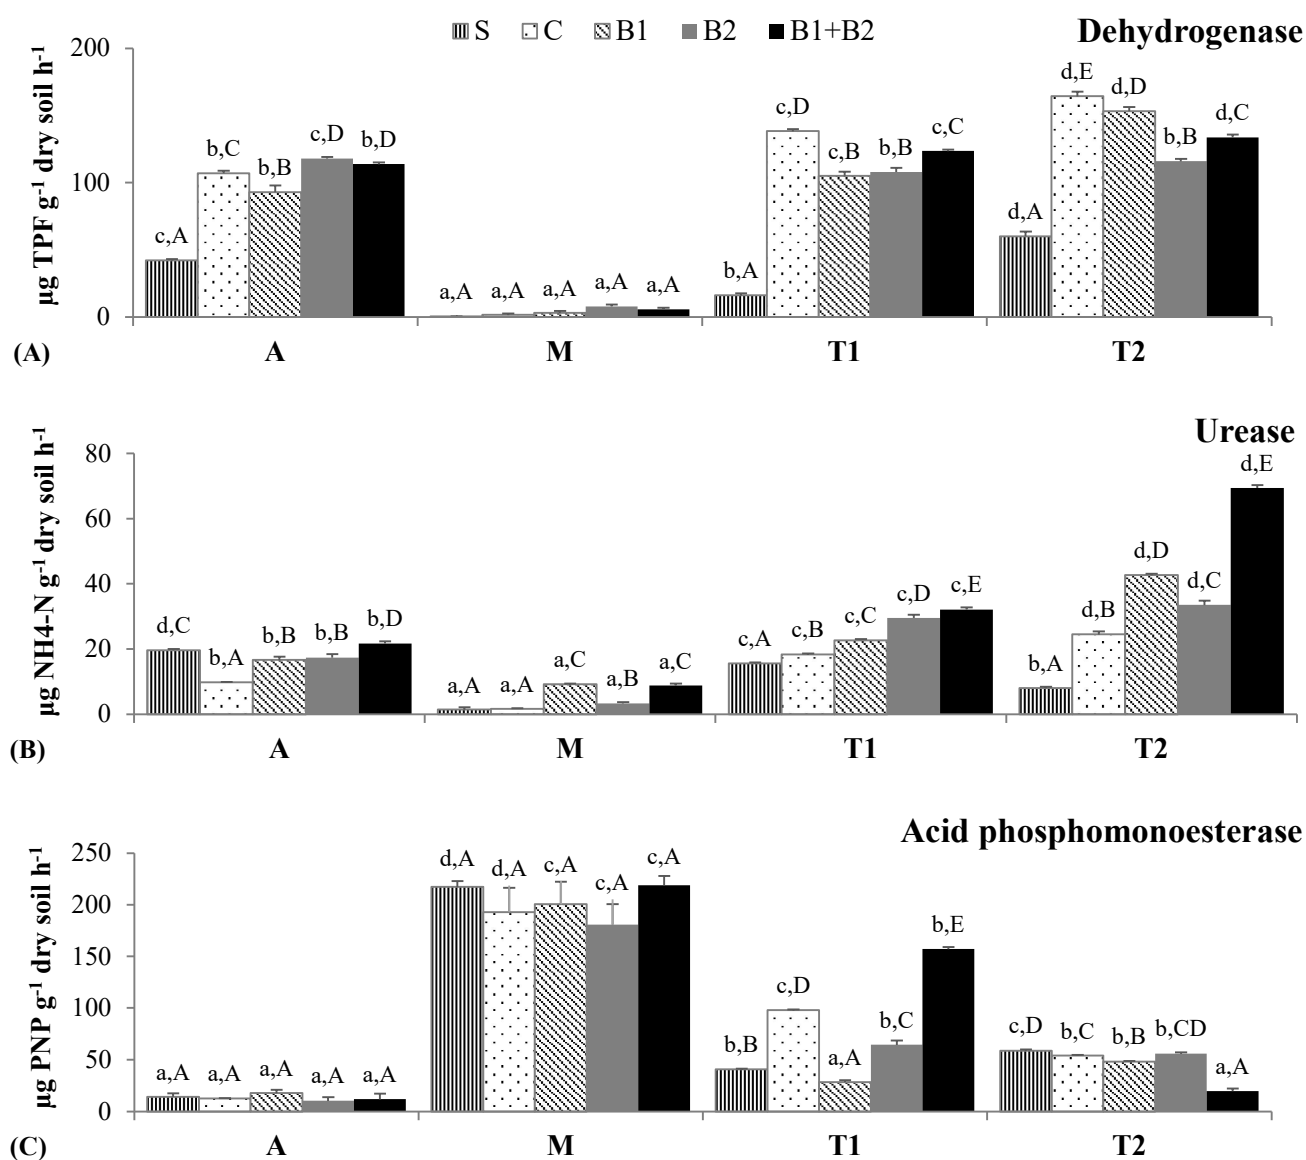 S C B1 B2 B1+B2
Dehydrogenase
µg TPF g-1 dry soil h-1
200
100
0
c,A b,C b,B c,D b,D
a,A a,A a,A a,A a,A
b,A c,D c,B b,B c,C
d,A d,E d,D b,B d,C
(A) A M T1 T2
Urease
µg NH4-N g-1 dry soil h-1
80
60
40
20
0
d,C b,A b,B b,B b,D
a,A a,A a,C a,B a,C
c,A c,B c,C c,D c,E
b,A d,B d,D d,C d,E
(B) A M T1 T2
Acid phosphomonoesterase
µg PNP g-1 dry soil h-1
250
200
150
100
50
0
a,A a,A a,A a,A a,A
d,A d,A c,A c,A c,A
b,B c,D a,A b,C b,E
c,D b,C b,B b,CD a,A
(C) A M T1 T2